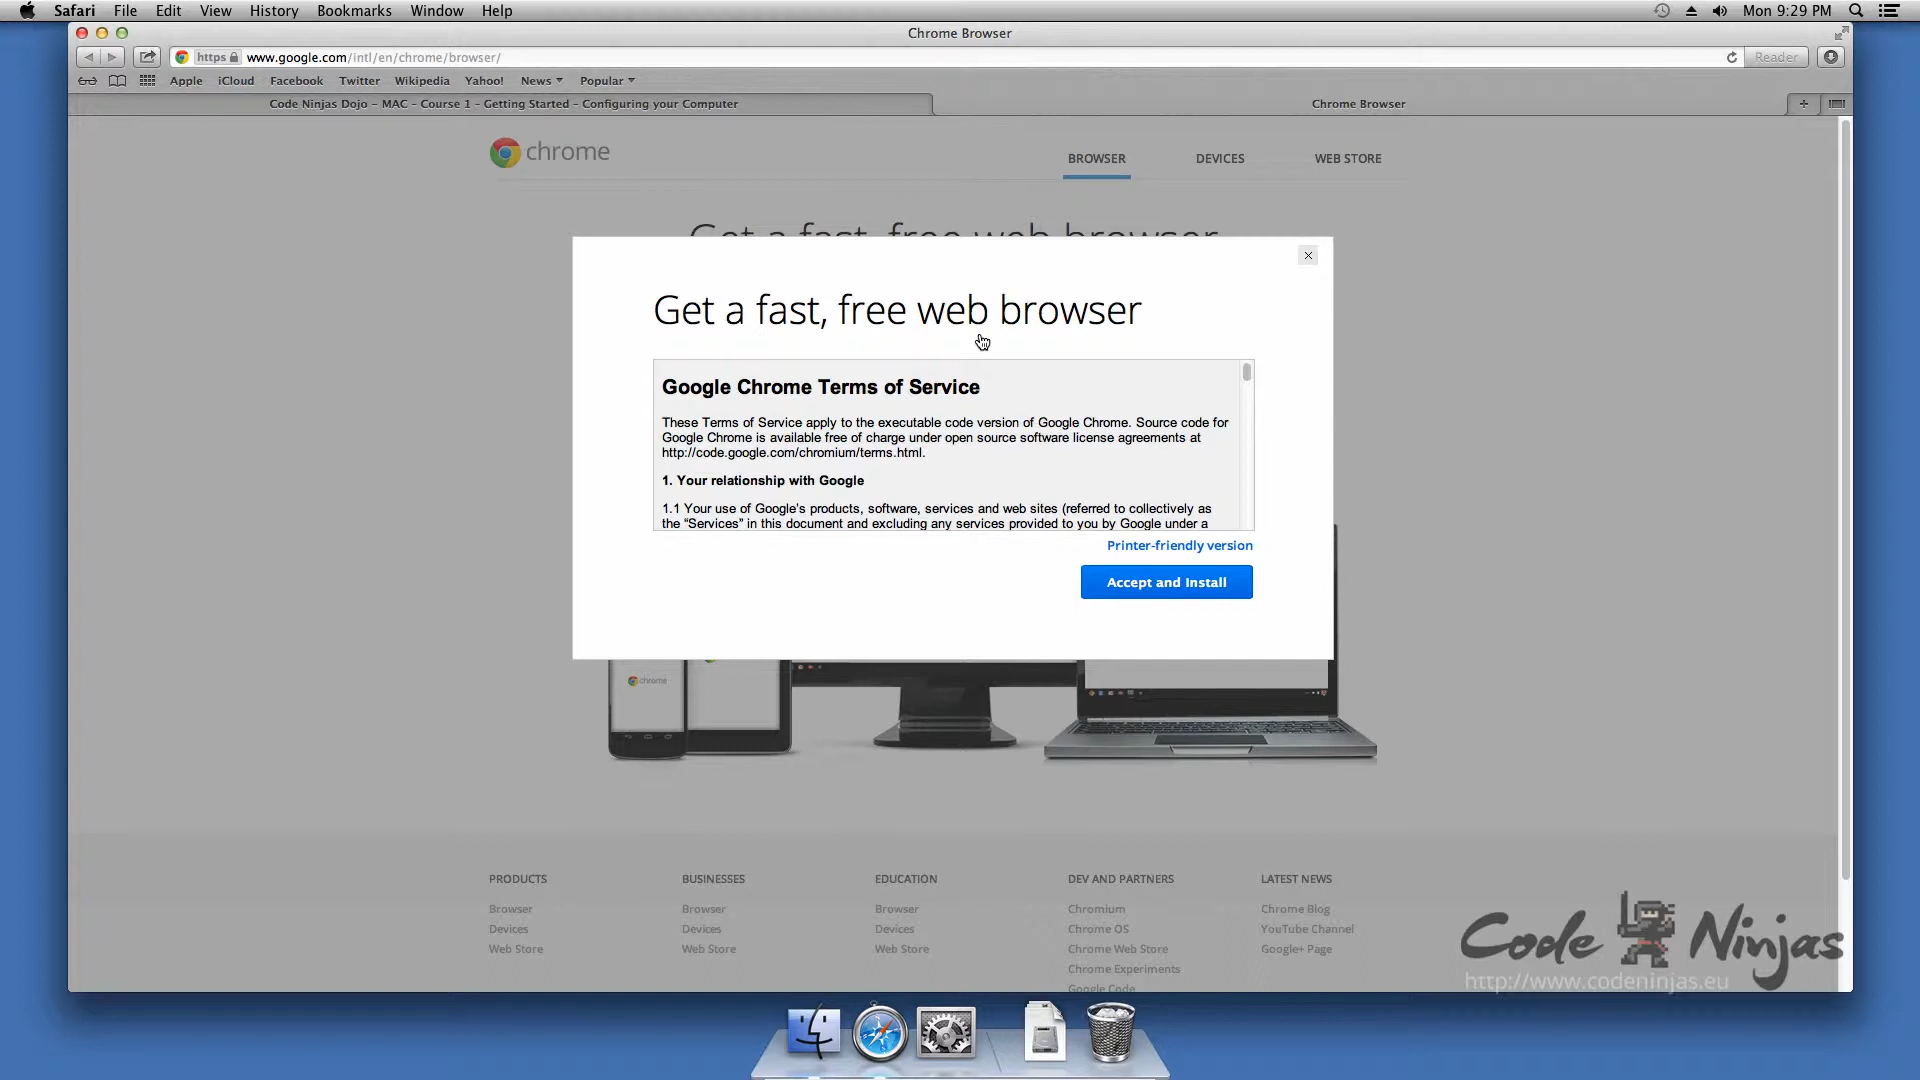 Safari File Edit View History Bookmarks Window Help Mon 9:29 PM
Chrome Browser
https www.google.com/intl/en/chrome/browser/ Reader
Apple iCloud Facebook Twitter Wikipedia Yahoo! News Popular
Code Ninjas Dojo – MAC – Course 1 – Getting Started – Configuring your Computer
Chrome Browser
chrome
BROWSER DEVICES WEB STORE
Get a fast, free web browser
Get a fast, free web browser
Google Chrome Terms of Service
These Terms of Service apply to the executable code version of Google Chrome. Source code for
Google Chrome is available free of charge under open source software license agreements at
http://code.google.com/chromium/terms.html.
1. Your relationship with Google
1.1 Your use of Google's products, software, services and web sites (referred to collectively as
the “Services” in this document and excluding any services provided to you by Google under a
Printer-friendly version
Accept and Install
chrome
PRODUCTS BUSINESSES EDUCATION DEV AND PARTNERS LATEST NEWS
Browser Browser Browser Chromium Chrome Blog
Devices Devices Devices Chrome OS YouTube Channel
Web Store Web Store Web Store Chrome Web Store Google+ Page
Chrome Experiments
Google Code
Code Ninjas
http://www.codeninjas.eu